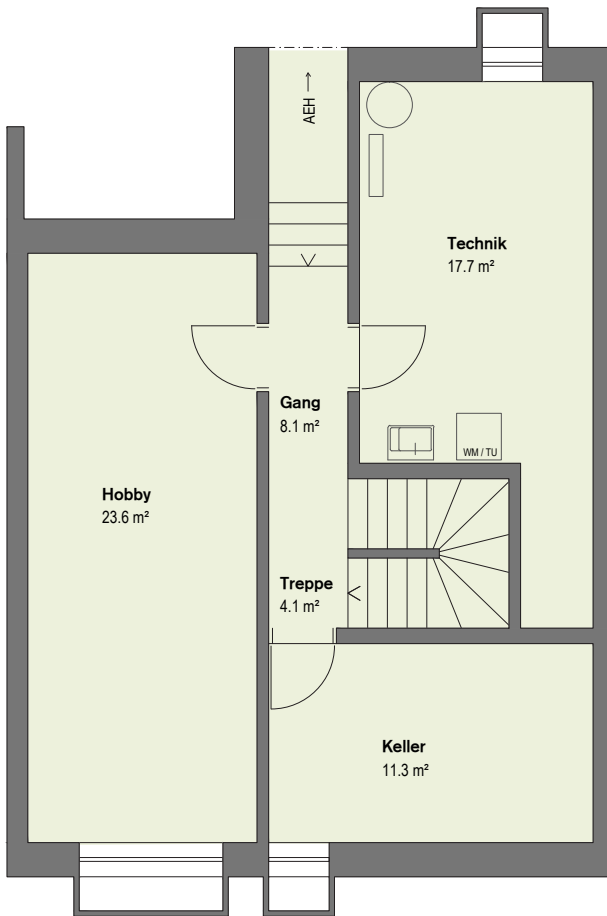 AEH
Technik
17.7 m²
Gang
8.1 m²
WM / TU
Hobby
23.6 m²
Treppe
4.1 m²
Keller
11.3 m²